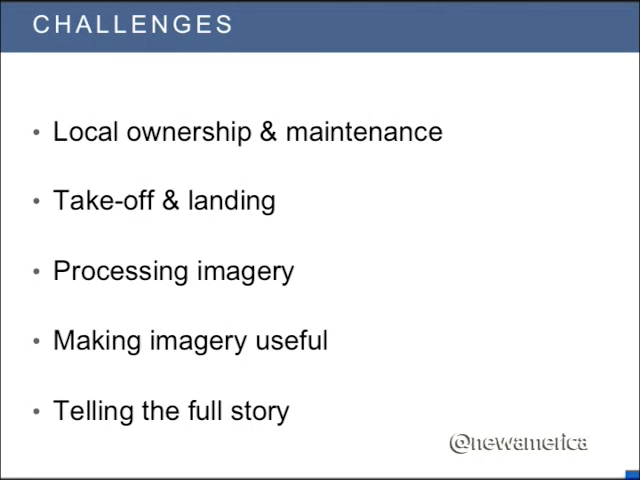 CHALLENGES
• Local ownership & maintenance
• Take-off & landing
• Processing imagery
• Making imagery useful
• Telling the full story
@newamerica